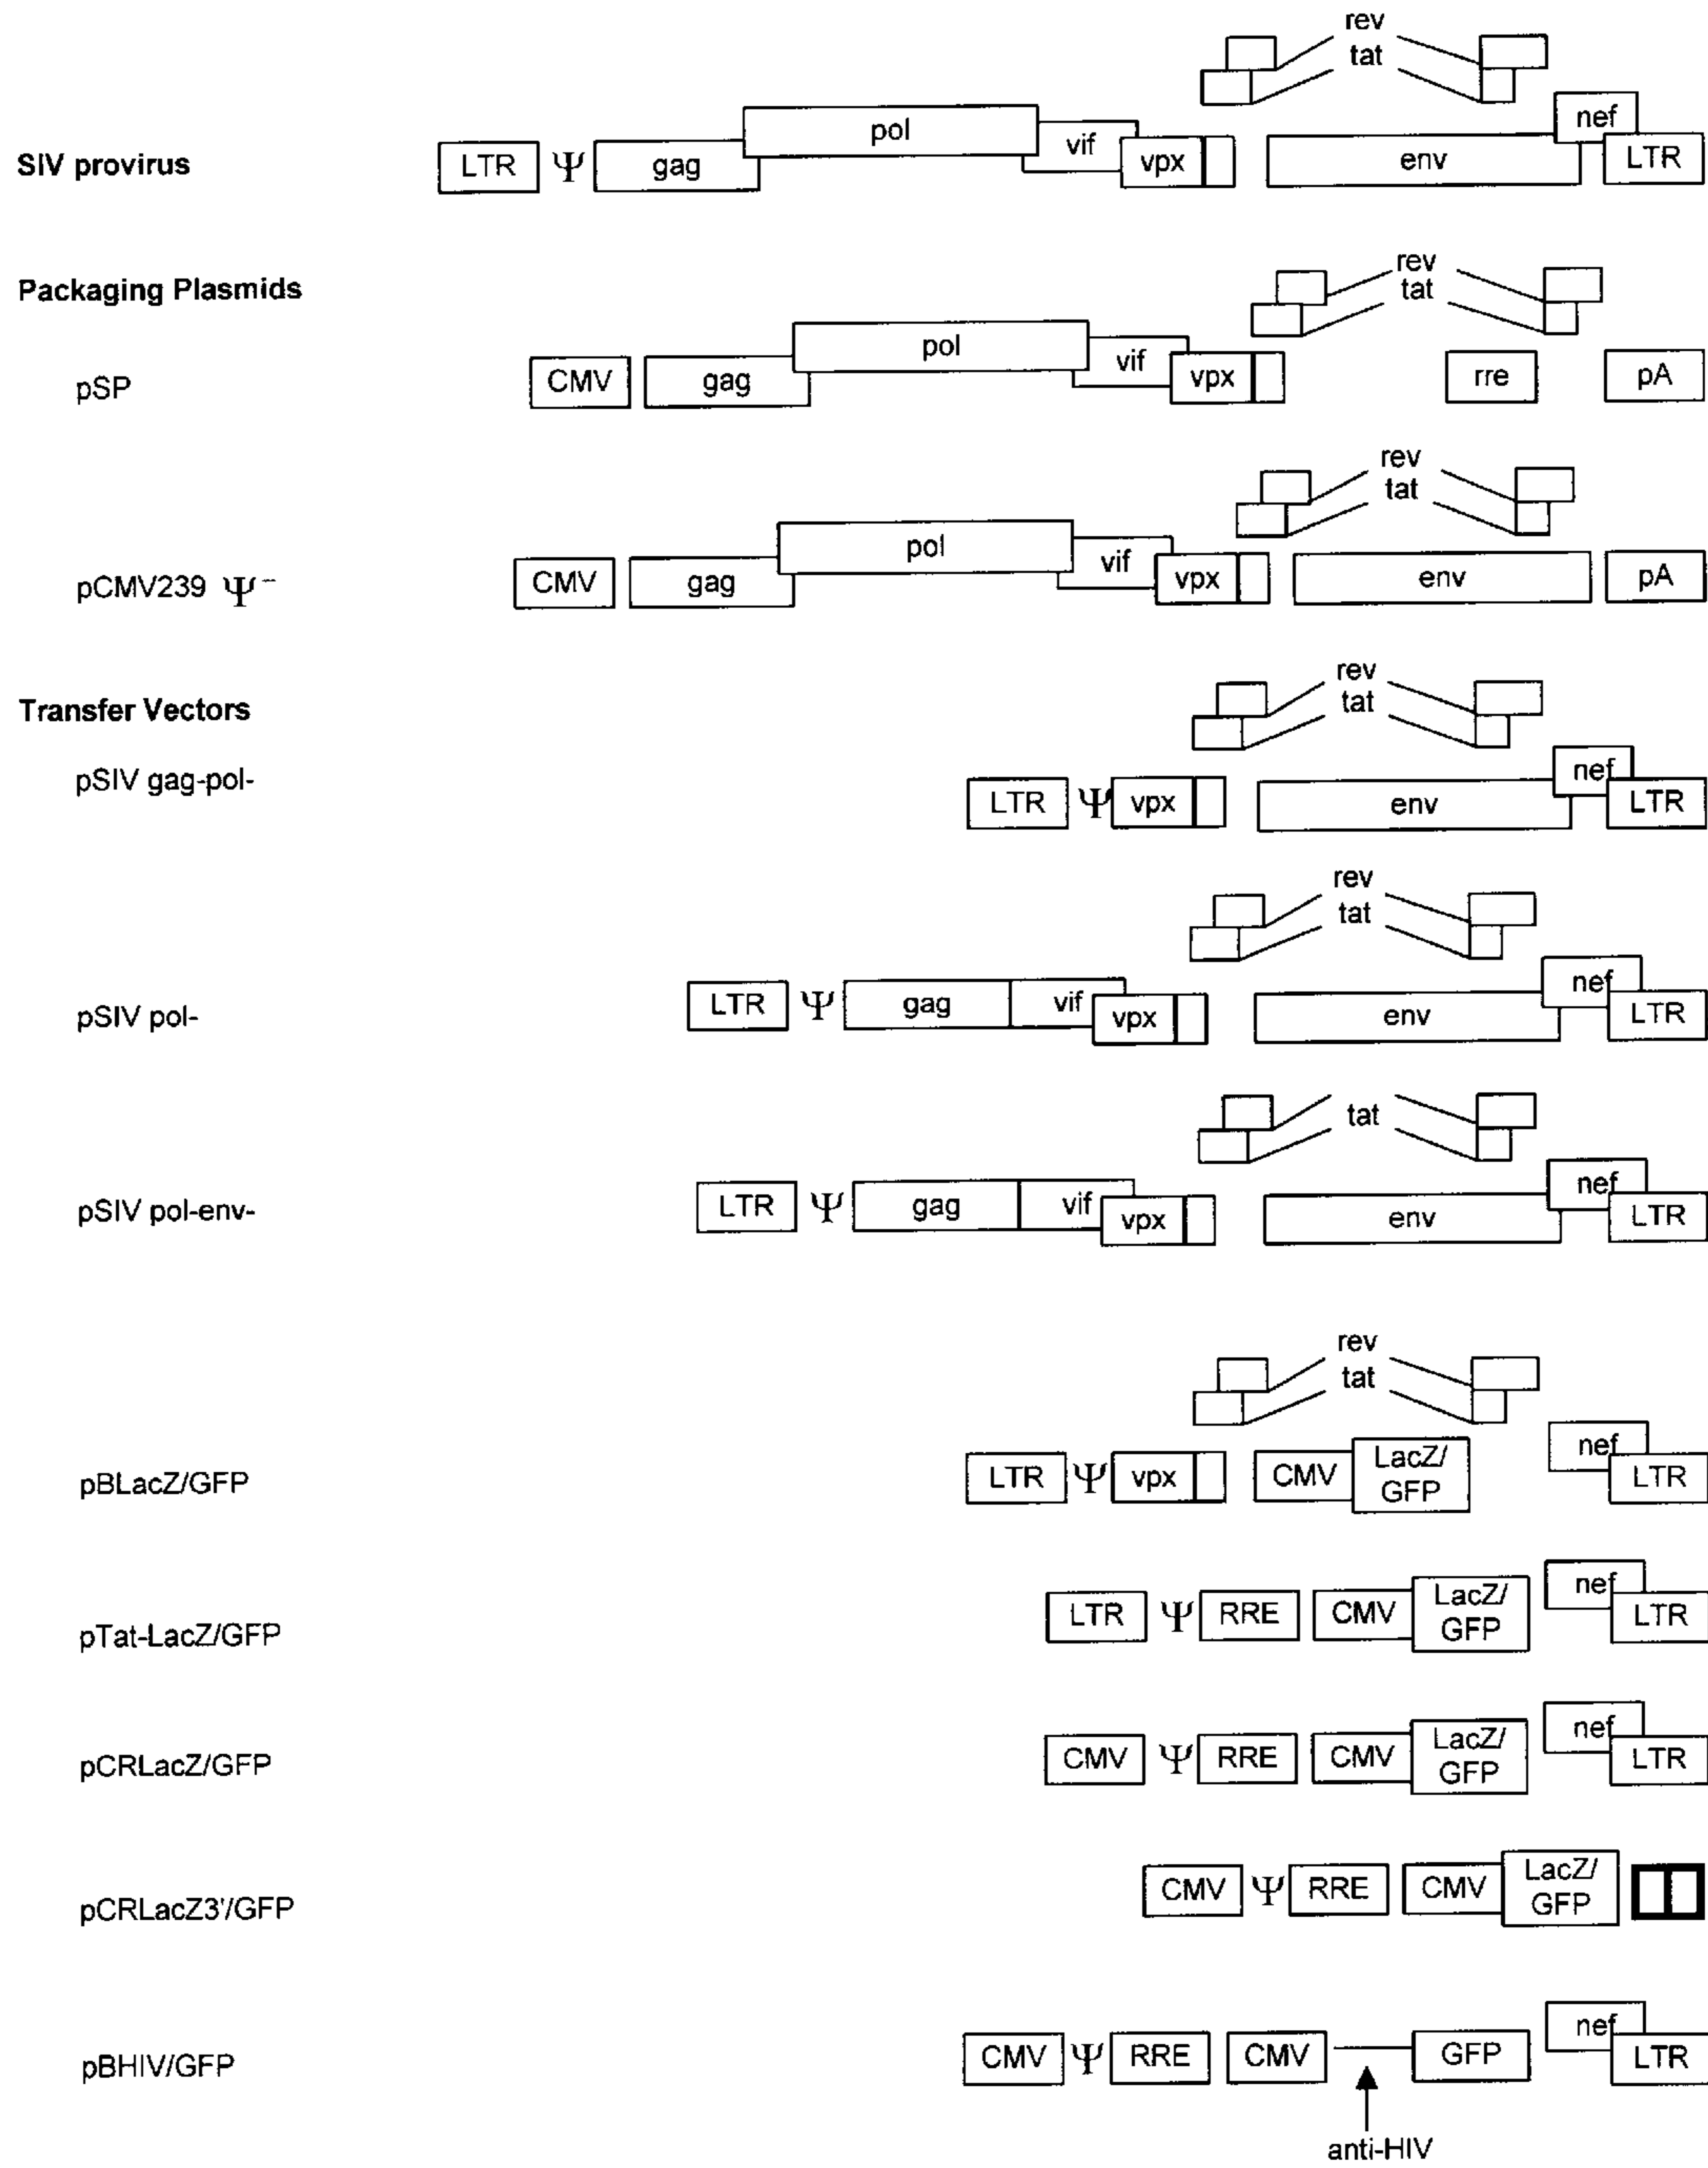 rev
tat
SIV provirus LTR Ψ gag pol vif vpx env nef LTR
Packaging Plasmids
rev
tat
pSP CMV gag pol vif vpx rre pA
rev
tat
pCMV239 Ψ⁻ CMV gag pol vif vpx env pA
Transfer Vectors
rev
tat
pSIV gag-pol- LTR Ψ vpx env nef LTR
rev
tat
pSIV pol- LTR Ψ gag vif vpx env nef LTR
tat
pSIV pol-env- LTR Ψ gag vif vpx env nef LTR
rev
tat
pBLacZ/GFP LTR Ψ vpx CMV LacZ/ GFP nef LTR
pTat-LacZ/GFP LTR Ψ RRE CMV LacZ/ GFP nef LTR
pCRLacZ/GFP CMV Ψ RRE CMV LacZ/ GFP nef LTR
pCRLacZ3'/GFP CMV Ψ RRE CMV LacZ/ GFP
pBHIV/GFP CMV Ψ RRE CMV GFP nef LTR
anti-HIV